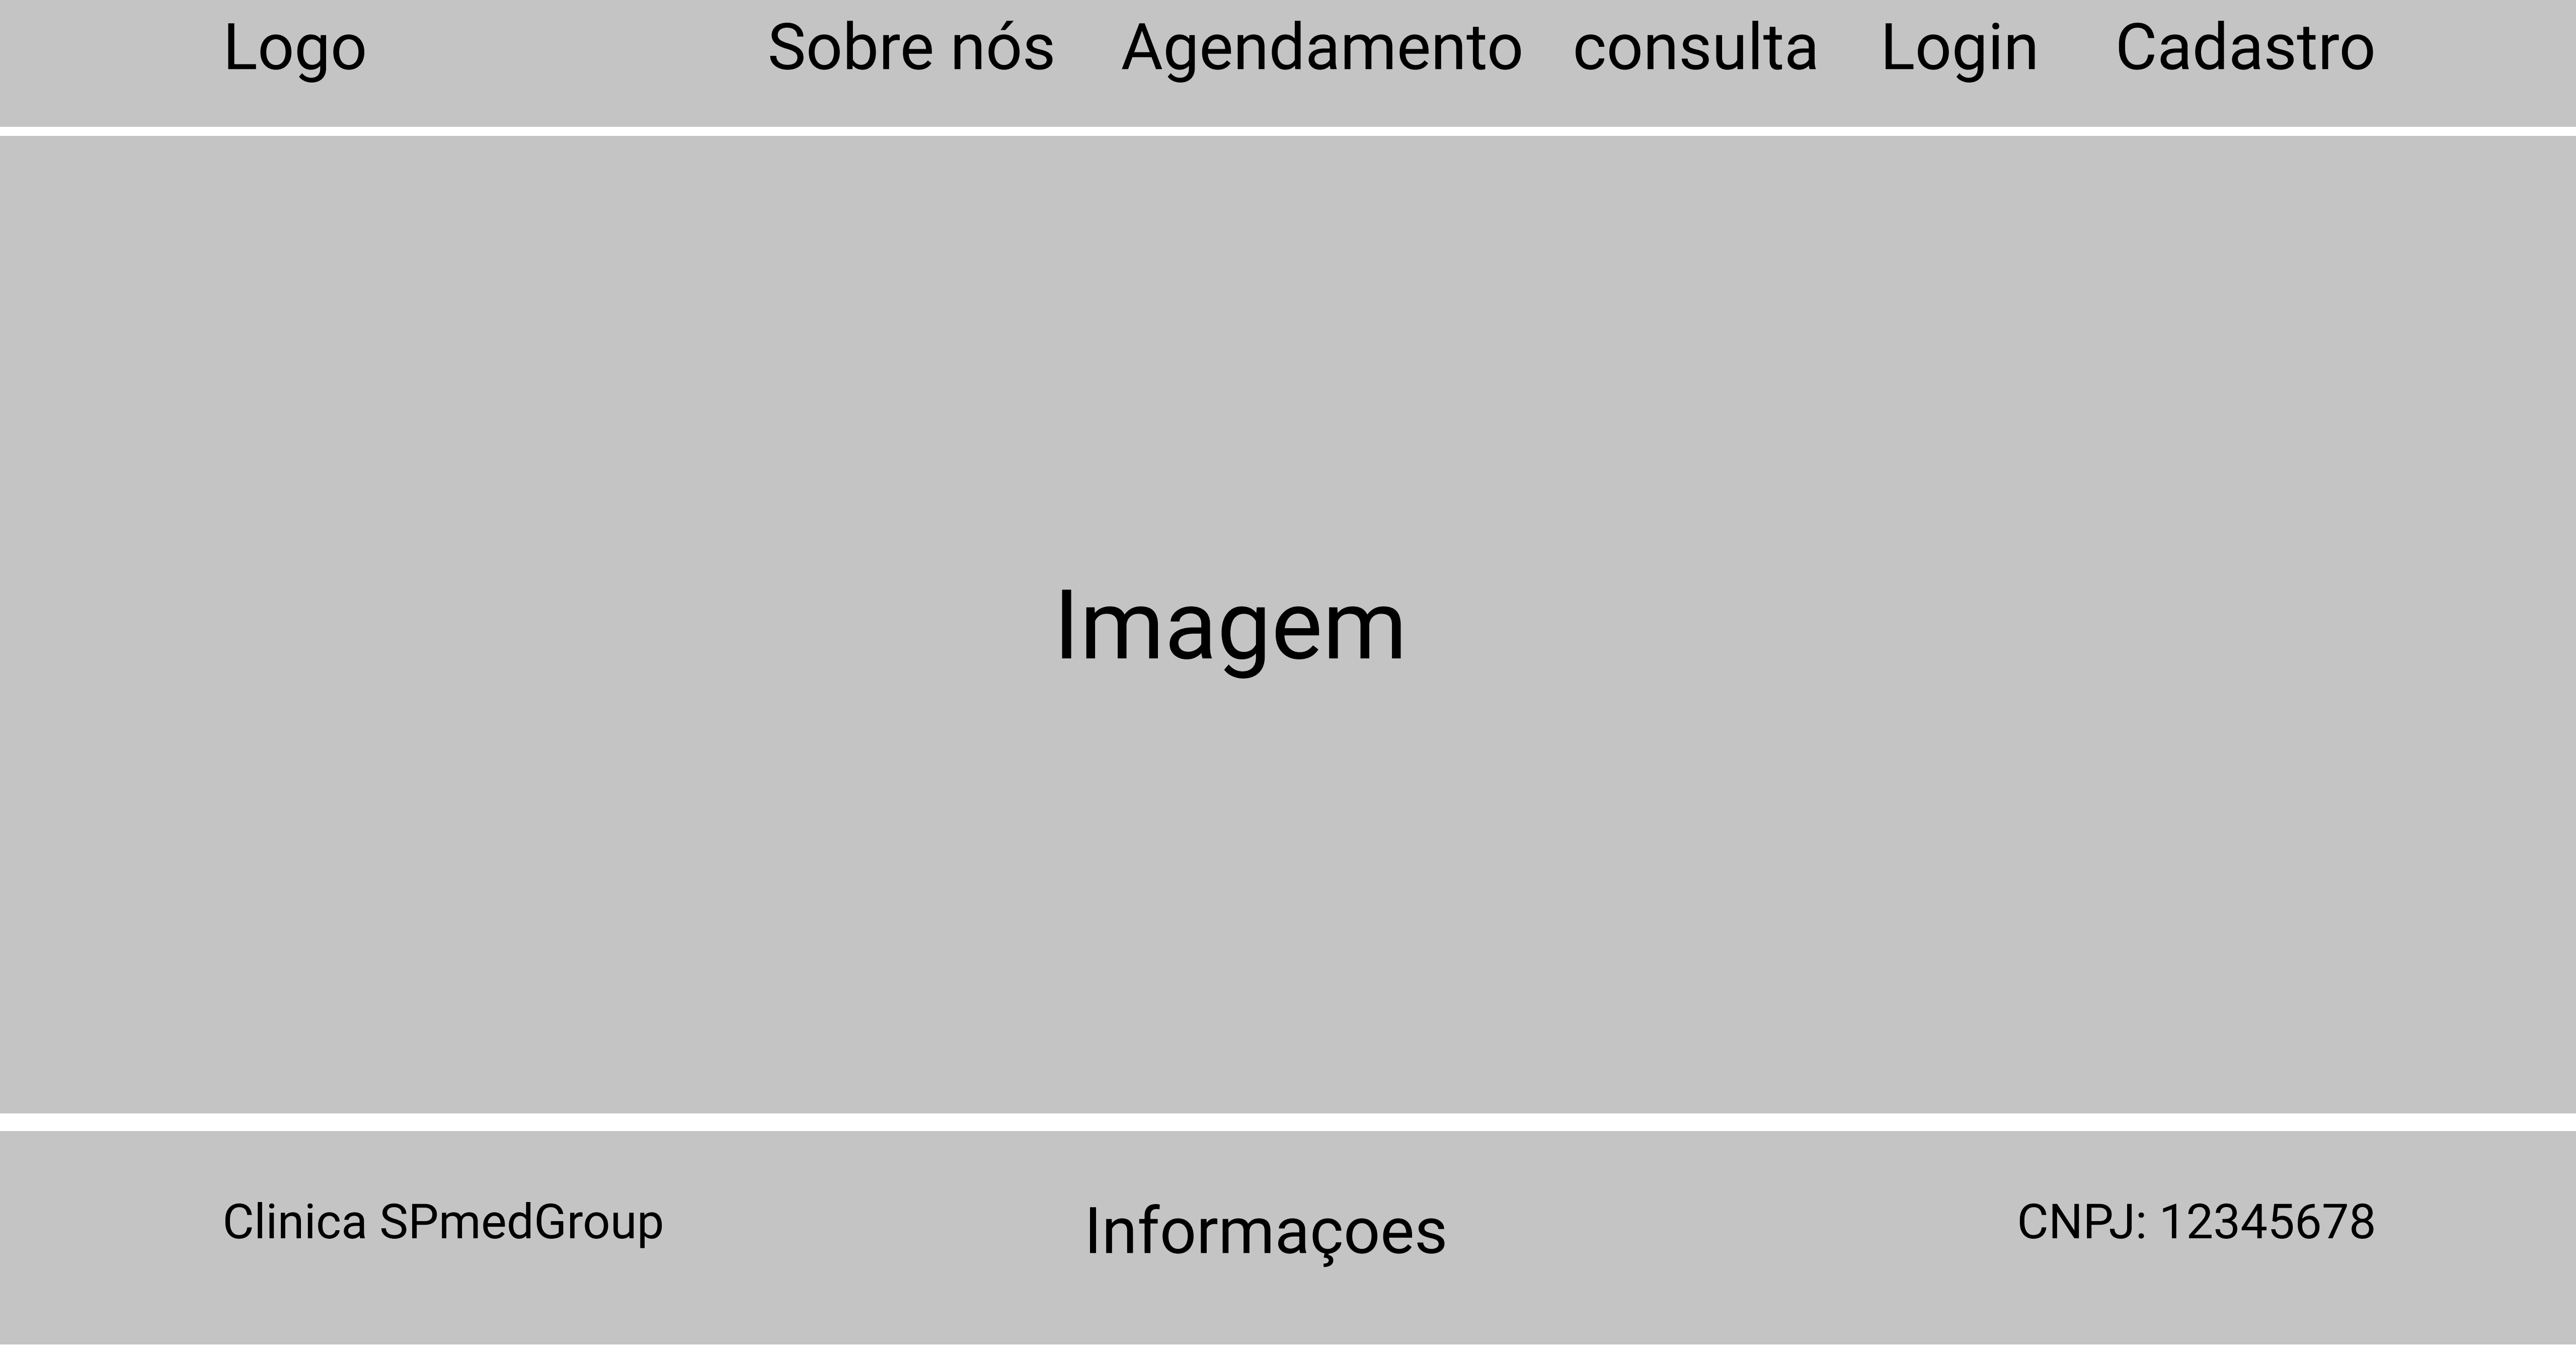 Logo Sobre nós Agendamento consulta Login Cadastro
Imagem
Clinica SPmedGroup Informaçoes CNPJ: 12345678